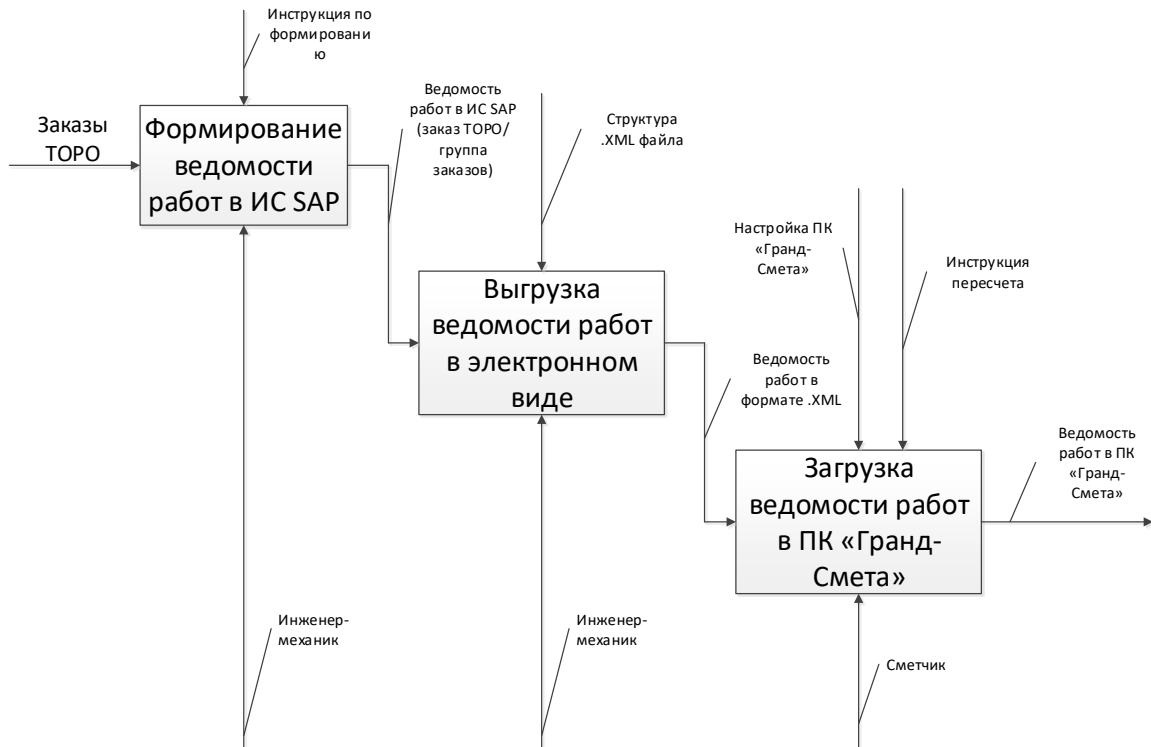 Инструкция по
формировани
ю
Заказы
ТОРО
Формирование
ведомости
работ в ИС SAP
Ведомость
работ в ИС SAP
(заказ ТОРО/
группа
заказов)
Структура
.XML файла
Выгрузка
ведомости работ
в электронном
виде
Настройка ПК
«Гранд-
Смета»
Инструкция
пересчета
Ведомость
работ в
формате .XML
Загрузка
ведомости работ
в ПК «Гранд-
Смета»
Ведомость
работ в ПК
«Гранд-
Смета»
Инженер-
механик
Инженер-
механик
Сметчик